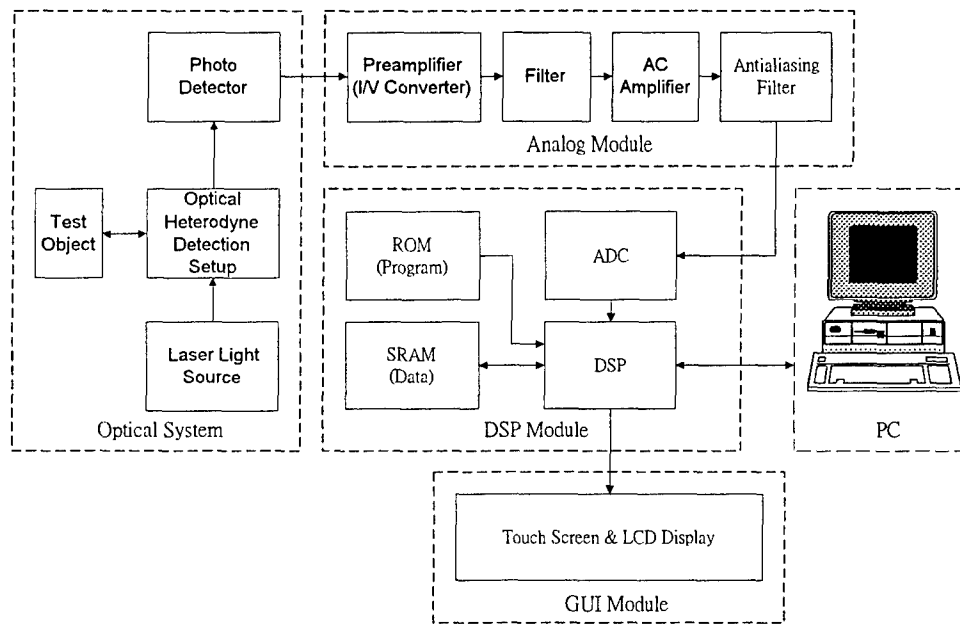 Photo
Detector
Preamplifier
(I/V Converter)
Filter
AC
Amplifier
Antialiasing
Filter
Analog Module
Test
Object
Optical
Heterodyne
Detection
Setup
Laser Light
Source
Optical System
ROM
(Program)
ADC
SRAM
(Data)
DSP
DSP Module
PC
Touch Screen & LCD Display
GUI Module